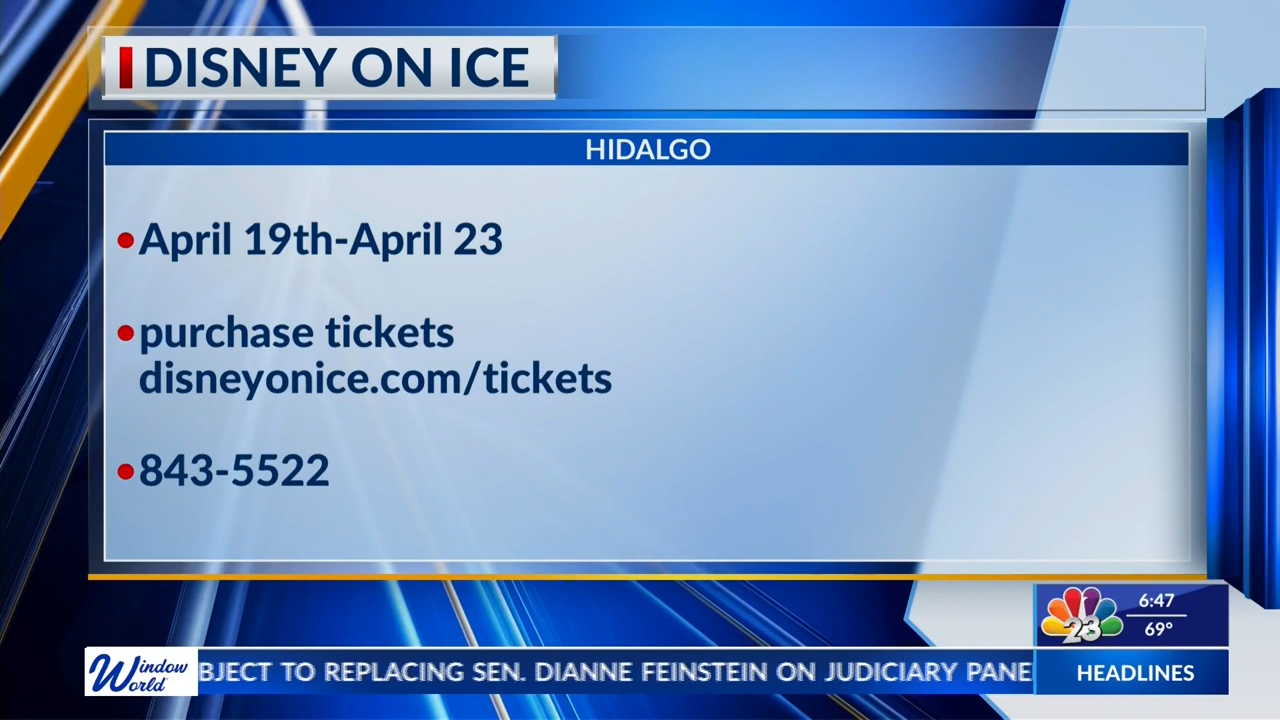 DISNEY ON ICE
HIDALGO
April 19th-April 23
purchase tickets
disneyonice.com/tickets
843-5522
23
6:47
69°
Window
World
BJECT TO REPLACING SEN. DIANNE FEINSTEIN ON JUDICIARY PANE
HEADLINES